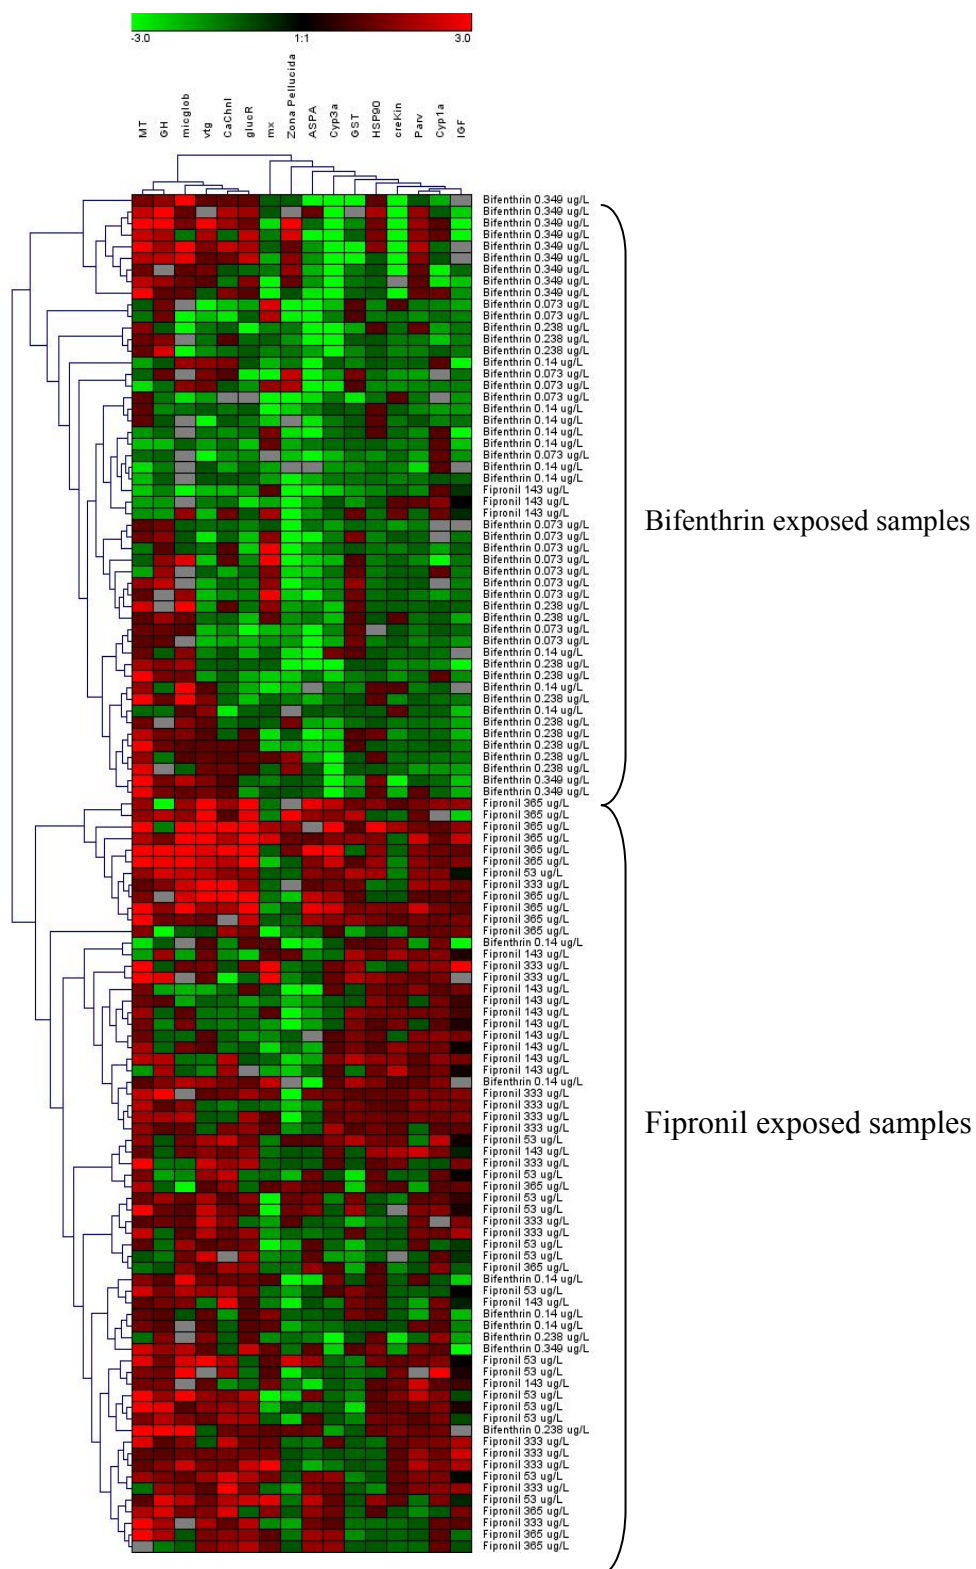 -3.0 1:1 3.0
MT GH micglob vtg CaChnl glucR mx Zona Pellucida ASPA Cyp3a GST HSP90 creKin Parv Cyp1a IGF
Bifenthrin 0.349 ug/L
Bifenthrin 0.349 ug/L
Bifenthrin 0.349 ug/L
Bifenthrin 0.349 ug/L
Bifenthrin 0.349 ug/L
Bifenthrin 0.349 ug/L
Bifenthrin 0.349 ug/L
Bifenthrin 0.349 ug/L
Bifenthrin 0.349 ug/L
Bifenthrin 0.073 ug/L
Bifenthrin 0.073 ug/L
Bifenthrin 0.238 ug/L
Bifenthrin 0.238 ug/L
Bifenthrin 0.238 ug/L
Bifenthrin 0.14 ug/L
Bifenthrin 0.073 ug/L
Bifenthrin 0.073 ug/L
Bifenthrin 0.073 ug/L
Bifenthrin 0.14 ug/L
Bifenthrin 0.14 ug/L
Bifenthrin 0.14 ug/L
Bifenthrin 0.14 ug/L
Bifenthrin 0.073 ug/L
Bifenthrin 0.14 ug/L
Bifenthrin 0.14 ug/L
Fipronil 143 ug/L
Fipronil 143 ug/L
Fipronil 143 ug/L
Bifenthrin 0.073 ug/L
Bifenthrin 0.073 ug/L
Bifenthrin 0.073 ug/L
Bifenthrin 0.073 ug/L
Bifenthrin 0.073 ug/L
Bifenthrin 0.073 ug/L
Bifenthrin 0.073 ug/L
Bifenthrin 0.238 ug/L
Bifenthrin 0.238 ug/L
Bifenthrin 0.073 ug/L
Bifenthrin 0.073 ug/L
Bifenthrin 0.14 ug/L
Bifenthrin 0.238 ug/L
Bifenthrin 0.238 ug/L
Bifenthrin 0.14 ug/L
Bifenthrin 0.238 ug/L
Bifenthrin 0.14 ug/L
Bifenthrin 0.238 ug/L
Bifenthrin 0.238 ug/L
Bifenthrin 0.238 ug/L
Bifenthrin 0.238 ug/L
Bifenthrin 0.238 ug/L
Bifenthrin 0.349 ug/L
Bifenthrin 0.349 ug/L
Bifenthrin exposed samples
Fipronil 365 ug/L
Fipronil 365 ug/L
Fipronil 365 ug/L
Fipronil 365 ug/L
Fipronil 365 ug/L
Fipronil 365 ug/L
Fipronil 53 ug/L
Fipronil 333 ug/L
Fipronil 365 ug/L
Fipronil 365 ug/L
Fipronil 365 ug/L
Fipronil 365 ug/L
Bifenthrin 0.14 ug/L
Fipronil 143 ug/L
Fipronil 333 ug/L
Fipronil 333 ug/L
Fipronil 143 ug/L
Fipronil 143 ug/L
Fipronil 143 ug/L
Fipronil 143 ug/L
Fipronil 143 ug/L
Fipronil 143 ug/L
Fipronil 143 ug/L
Fipronil 143 ug/L
Bifenthrin 0.14 ug/L
Fipronil 333 ug/L
Fipronil 333 ug/L
Fipronil 333 ug/L
Fipronil 333 ug/L
Fipronil 53 ug/L
Fipronil 143 ug/L
Fipronil 333 ug/L
Fipronil 53 ug/L
Fipronil 365 ug/L
Fipronil 53 ug/L
Fipronil 53 ug/L
Fipronil 333 ug/L
Fipronil 333 ug/L
Fipronil 53 ug/L
Fipronil 53 ug/L
Fipronil 365 ug/L
Bifenthrin 0.14 ug/L
Fipronil 53 ug/L
Fipronil 143 ug/L
Bifenthrin 0.14 ug/L
Bifenthrin 0.14 ug/L
Bifenthrin 0.238 ug/L
Bifenthrin 0.349 ug/L
Fipronil 53 ug/L
Fipronil 53 ug/L
Fipronil 143 ug/L
Fipronil 53 ug/L
Fipronil 53 ug/L
Fipronil 53 ug/L
Bifenthrin 0.238 ug/L
Fipronil 333 ug/L
Fipronil 333 ug/L
Fipronil 333 ug/L
Fipronil 53 ug/L
Fipronil 333 ug/L
Fipronil 53 ug/L
Fipronil 365 ug/L
Fipronil 333 ug/L
Fipronil 365 ug/L
Fipronil 365 ug/L
Fipronil exposed samples